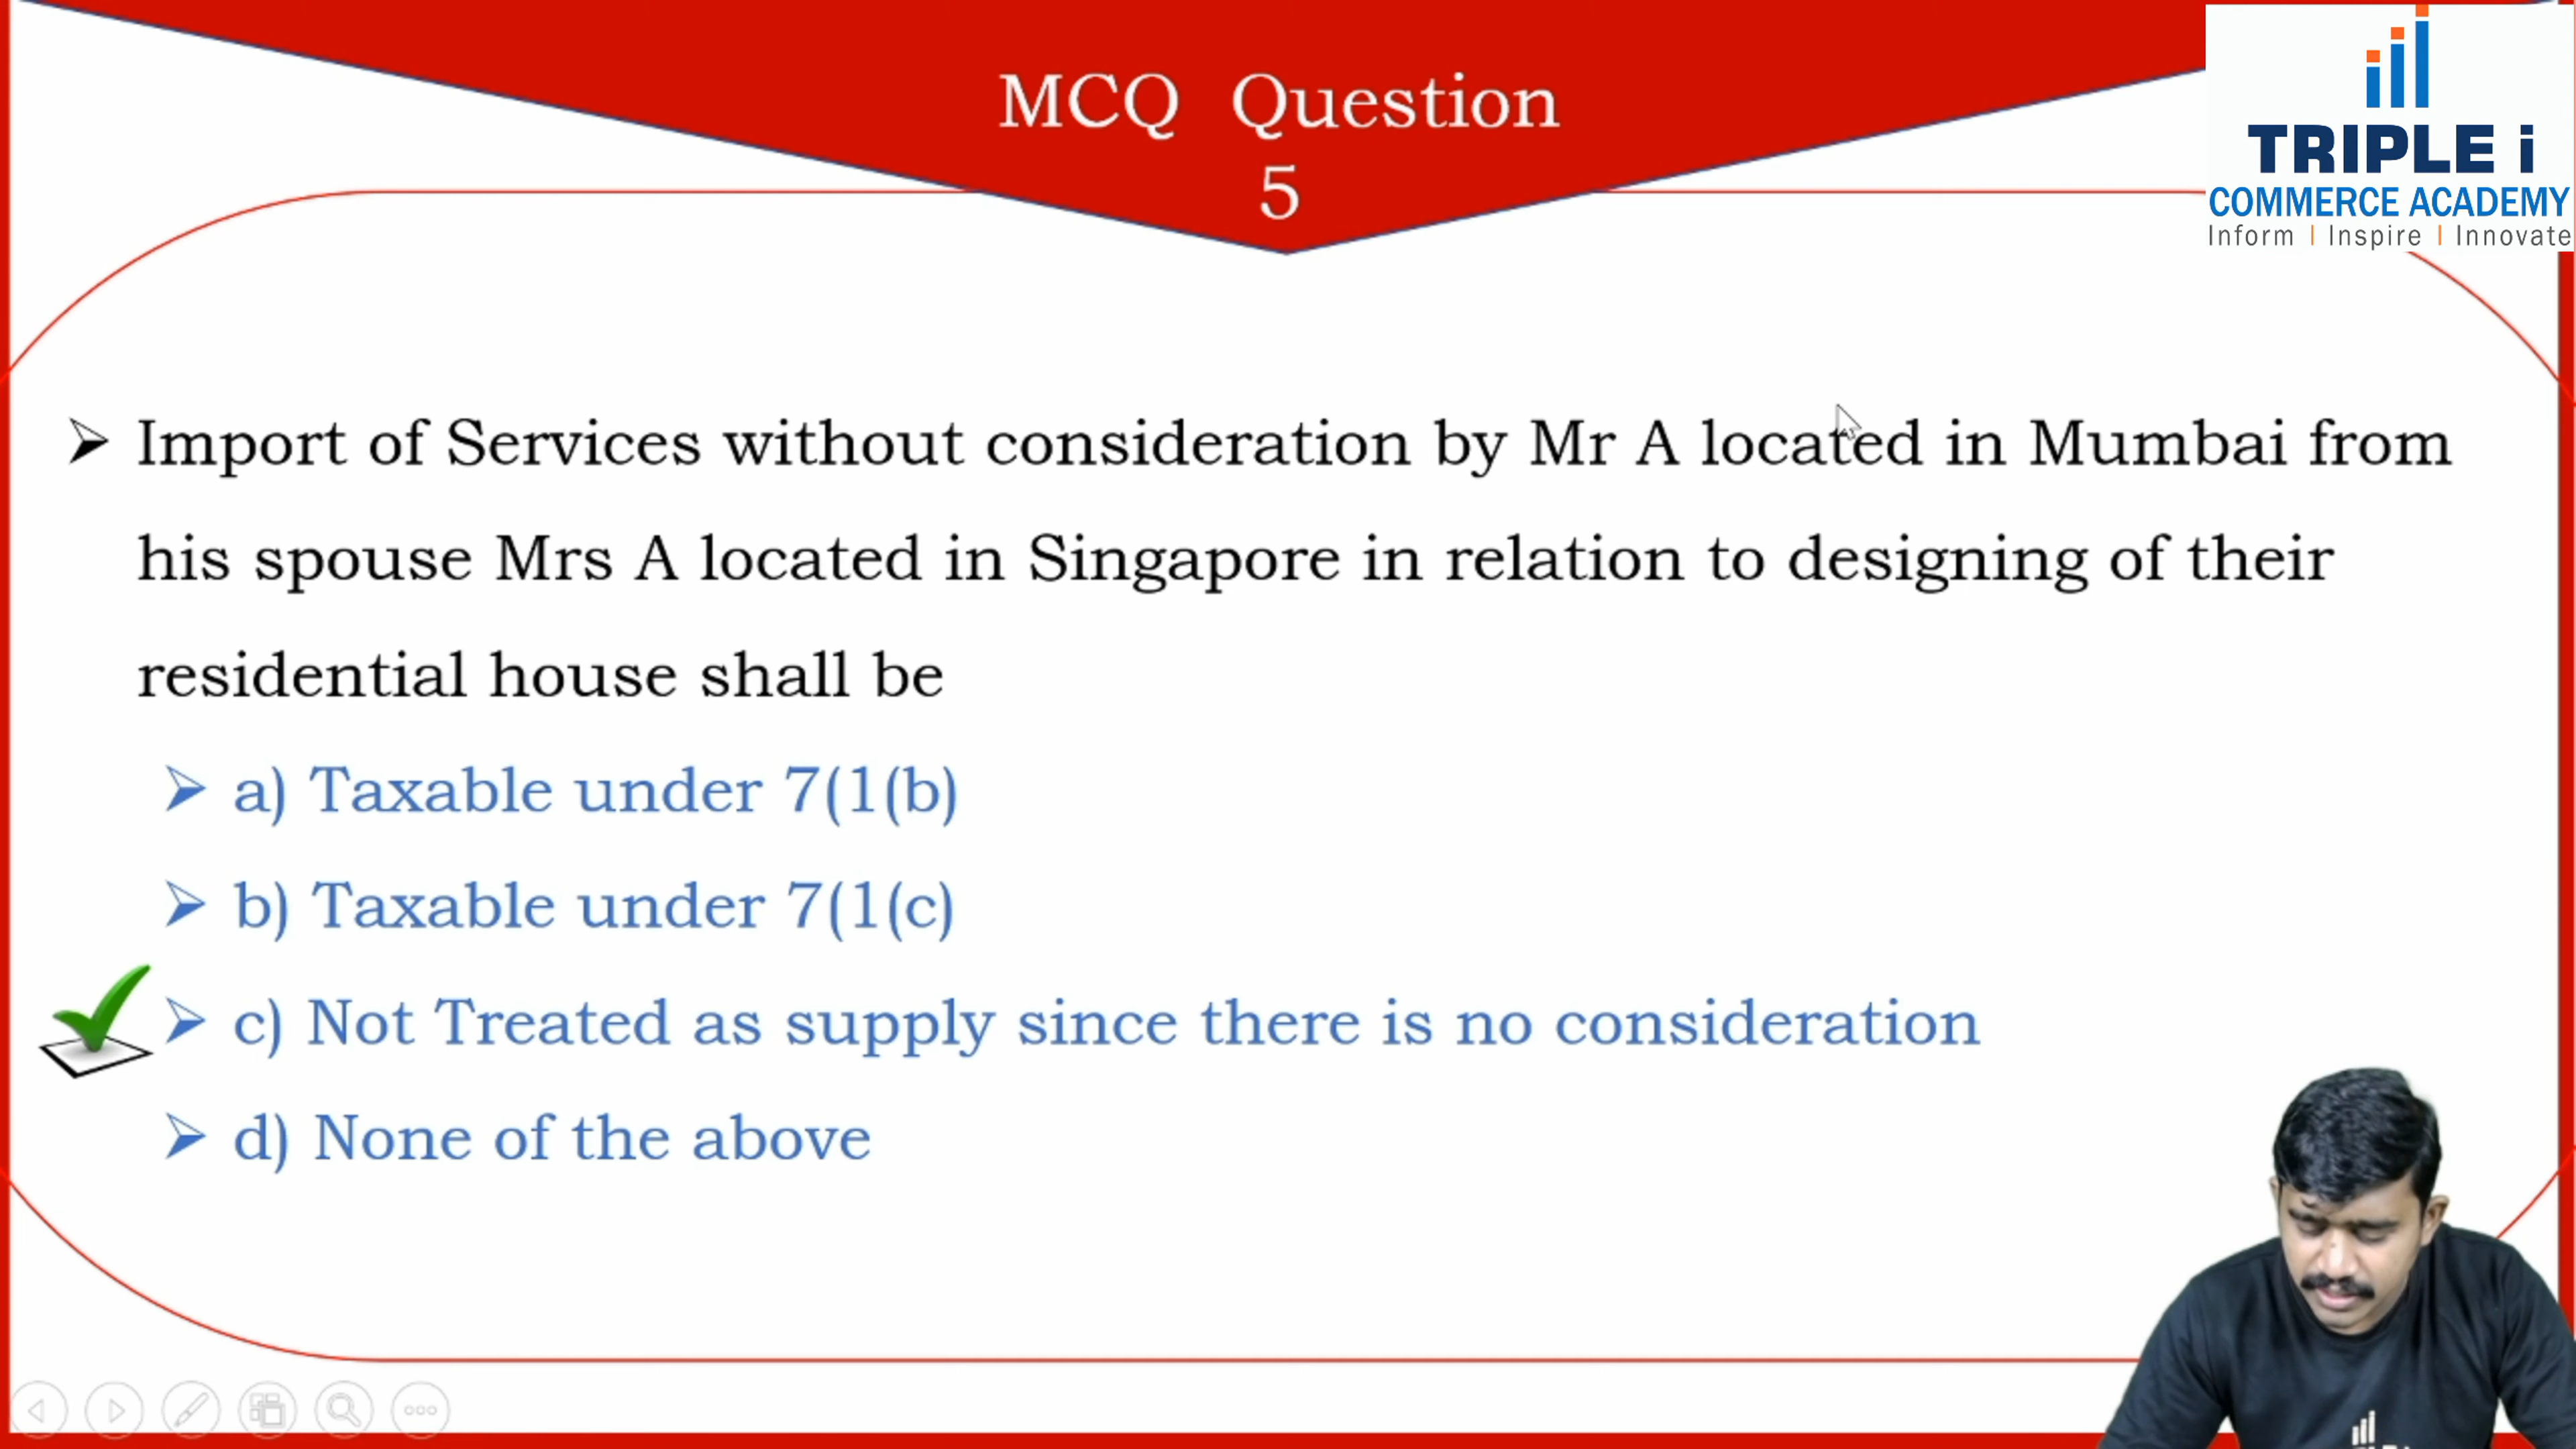 MCQ Question
5
TRIPLE i
COMMERCE ACADEMY
Inform | Inspire | Innovate
➢ Import of Services without consideration by Mr A located in Mumbai from
his spouse Mrs A located in Singapore in relation to designing of their
residential house shall be
➢ a) Taxable under 7(1(b)
➢ b) Taxable under 7(1(c)
➢ c) Not Treated as supply since there is no consideration
➢ d) None of the above